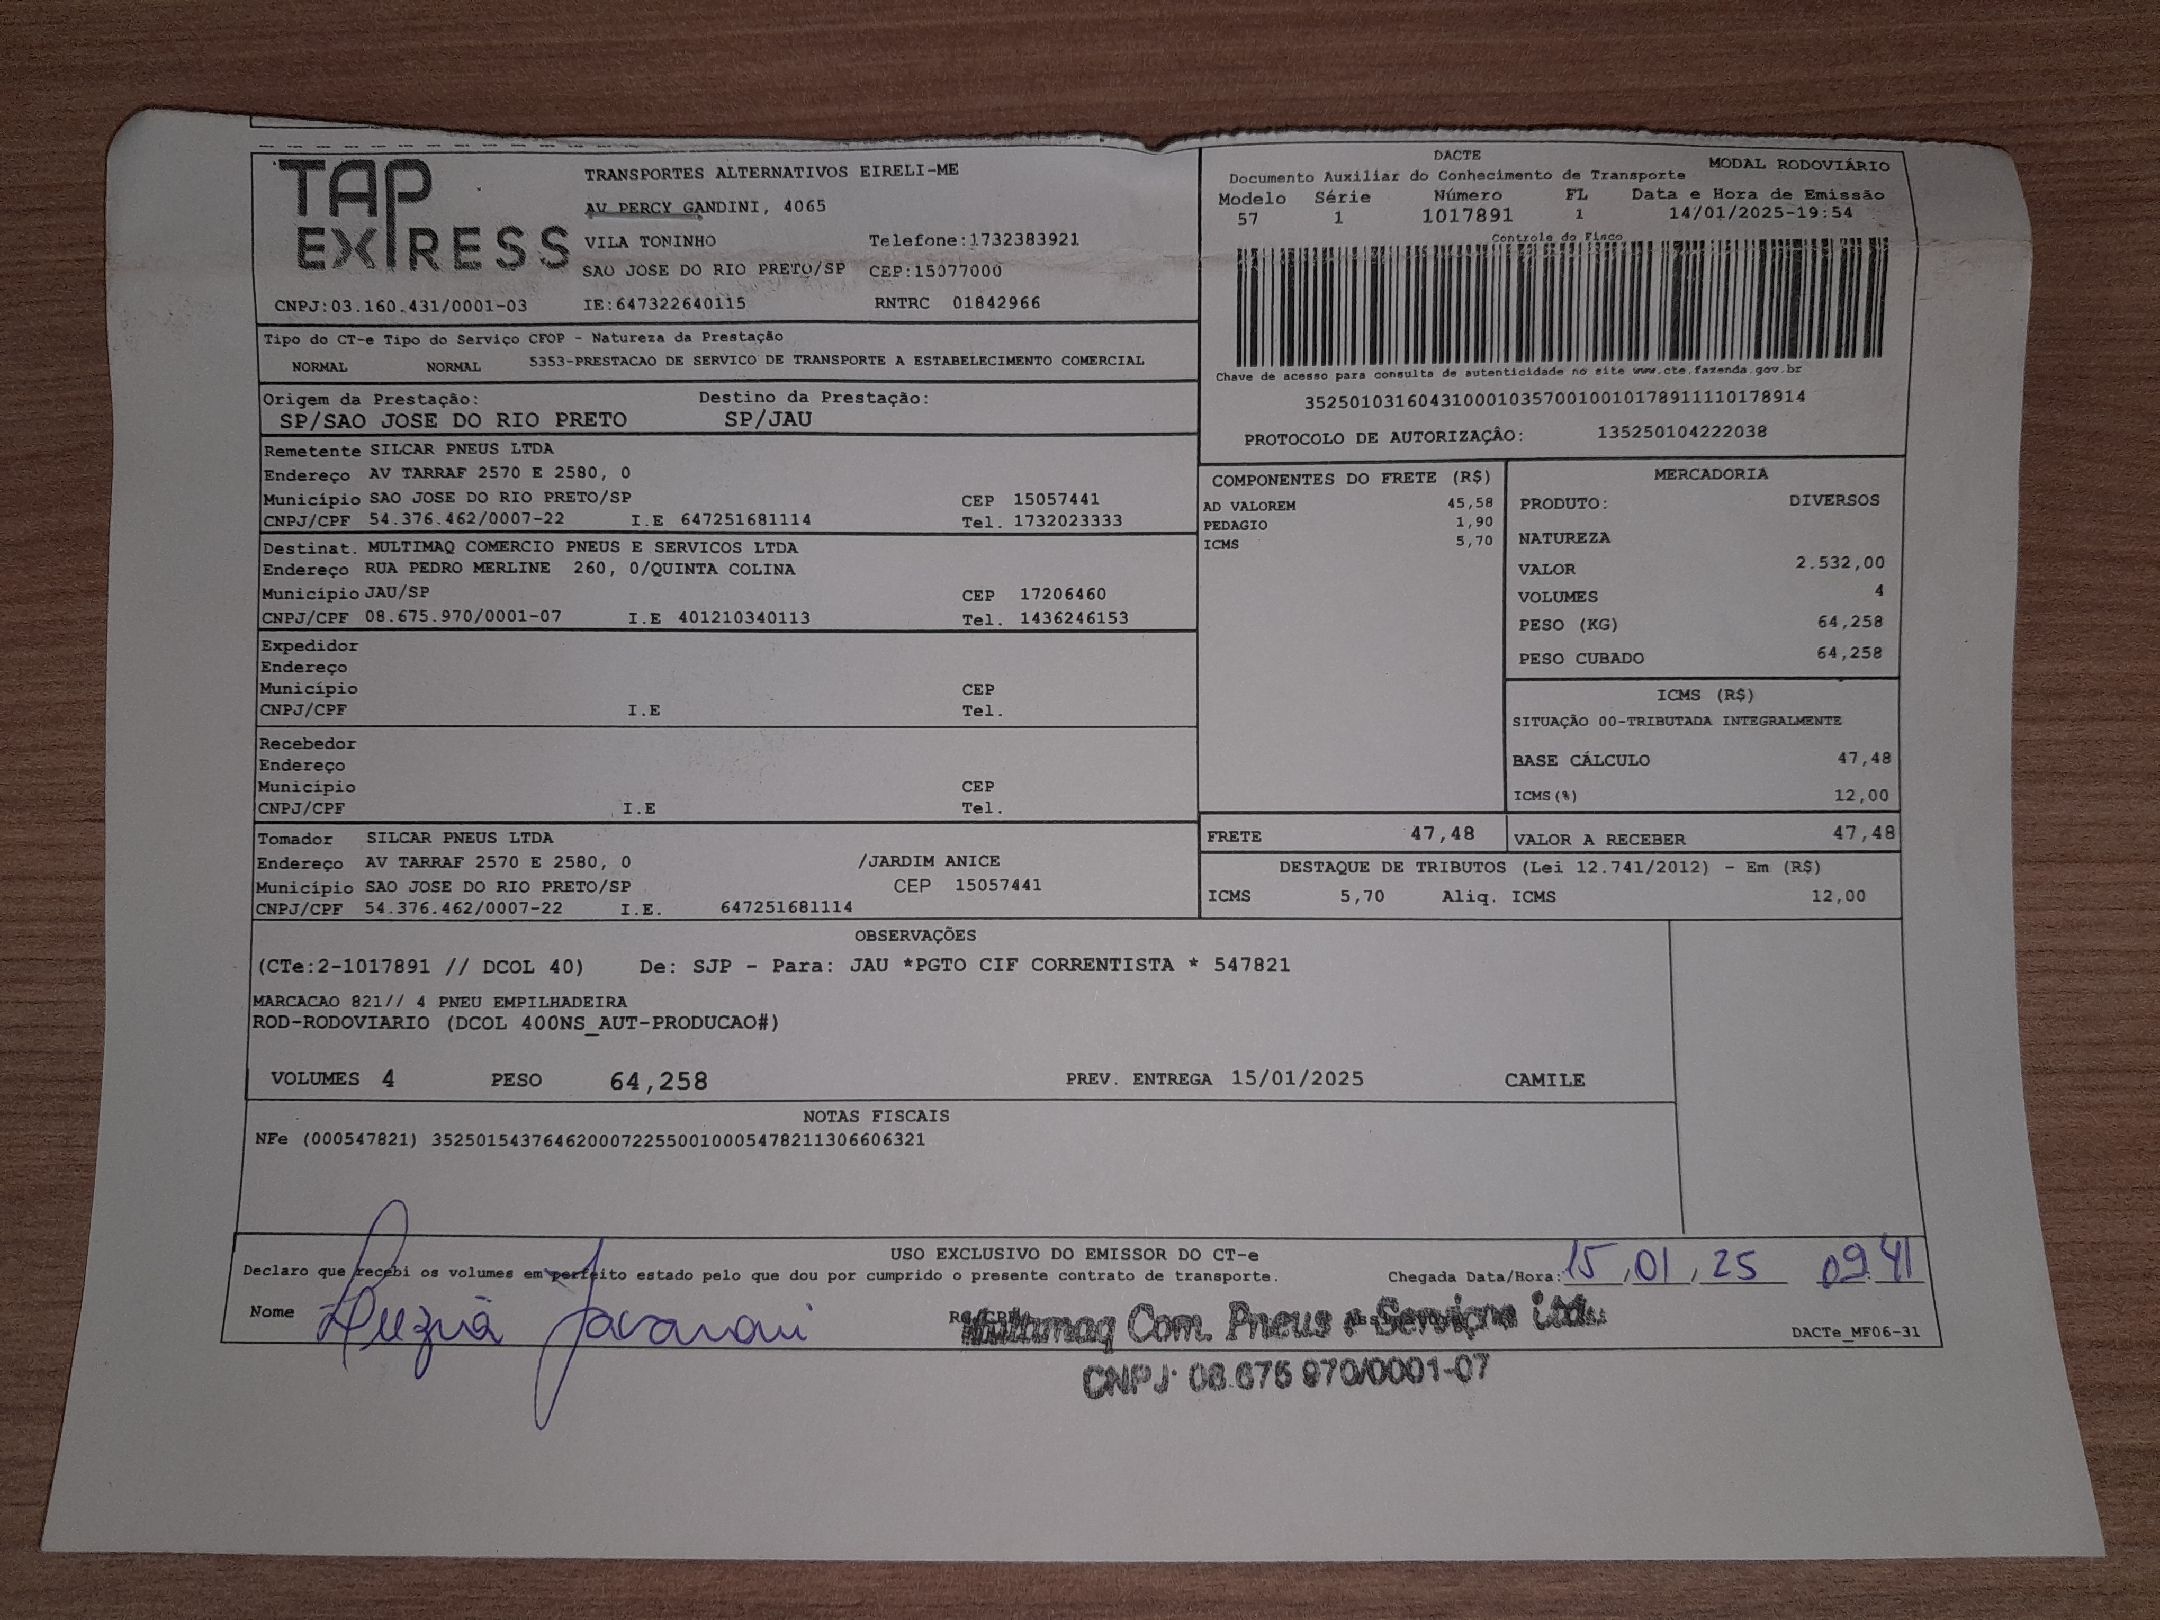 TAP
EXPRESS
TRANSPORTES ALTERNATIVOS EIRELI-ME
AV PERCY GANDINI, 4065
VILA TONINHO Telefone:1732383921
SAO JOSE DO RIO PRETO/SP CEP:15077000
CNPJ:03.160.431/0001-03 IE:647322640115 RNTRC 01842966
DACTE MODAL RODOVIÁRIO
Documento Auxiliar do Conhecimento de Transporte
Modelo Série Número FL Data e Hora de Emissão
57 1 1017891 1 14/01/2025-19:54
Controle do Fisco
Chave de acesso para consulta de autenticidade no site www.cte.fazenda.gov.br
35250103160431000103570010010178911110178914
PROTOCOLO DE AUTORIZAÇÂO: 135250104222038
Tipo do CT-e Tipo do Serviço CFOP - Natureza da Prestação
NORMAL NORMAL 5353-PRESTACAO DE SERVICO DE TRANSPORTE A ESTABELECIMENTO COMERCIAL
Origem da Prestação: Destino da Prestação:
SP/SAO JOSE DO RIO PRETO SP/JAU
Remetente SILCAR PNEUS LTDA
Endereço AV TARRAF 2570 E 2580, 0
Município SAO JOSE DO RIO PRETO/SP CEP 15057441
CNPJ/CPF 54.376.462/0007-22 I.E 647251681114 Tel. 1732023333
Destinat. MULTIMAQ COMERCIO PNEUS E SERVICOS LTDA
Endereço RUA PEDRO MERLINE 260, 0/QUINTA COLINA
Município JAU/SP CEP 17206460
CNPJ/CPF 08.675.970/0001-07 I.E 401210340113 Tel. 1436246153
Expedidor
Endereço
Município CEP
CNPJ/CPF I.E Tel.
Recebedor
Endereço
Município CEP
CNPJ/CPF I.E Tel.
Tomador SILCAR PNEUS LTDA
Endereço AV TARRAF 2570 E 2580, 0 /JARDIM ANICE
Município SAO JOSE DO RIO PRETO/SP CEP 15057441
CNPJ/CPF 54.376.462/0007-22 I.E. 647251681114
COMPONENTES DO FRETE (R$)
AD VALOREM 45,58
PEDAGIO 1,90
ICMS 5,70
MERCADORIA
PRODUTO: DIVERSOS
NATUREZA
VALOR 2.532,00
VOLUMES 4
PESO (KG) 64,258
PESO CUBADO 64,258
ICMS (R$)
SITUAÇÃO 00-TRIBUTADA INTEGRALMENTE
BASE CÁLCULO 47,48
ICMS(%) 12,00
FRETE 47,48 VALOR A RECEBER 47,48
DESTAQUE DE TRIBUTOS (Lei 12.741/2012) - Em (R$)
ICMS 5,70 Aliq. ICMS 12,00
OBSERVAÇÕES
(CTe:2-1017891 // DCOL 40) De: SJP - Para: JAU *PGTO CIF CORRENTISTA * 547821
MARCACAO 821// 4 PNEU EMPILHADEIRA
ROD-RODOVIARIO (DCOL 400NS_AUT-PRODUCAO#)
VOLUMES 4 PESO 64,258 PREV. ENTREGA 15/01/2025 CAMILE
NOTAS FISCAIS
NFe (000547821) 35250154376462000722550010005478211306606321
USO EXCLUSIVO DO EMISSOR DO CT-e
Declaro que recebi os volumes em perfeito estado pelo que dou por cumprido o presente contrato de transporte. Chegada Data/Hora: 15,01,25 09 41
Nome
Multamaq Com. Pneus e Serviços Ltda.
CNPJ: 08.675 970/0001-07
DACTe_MF06-31